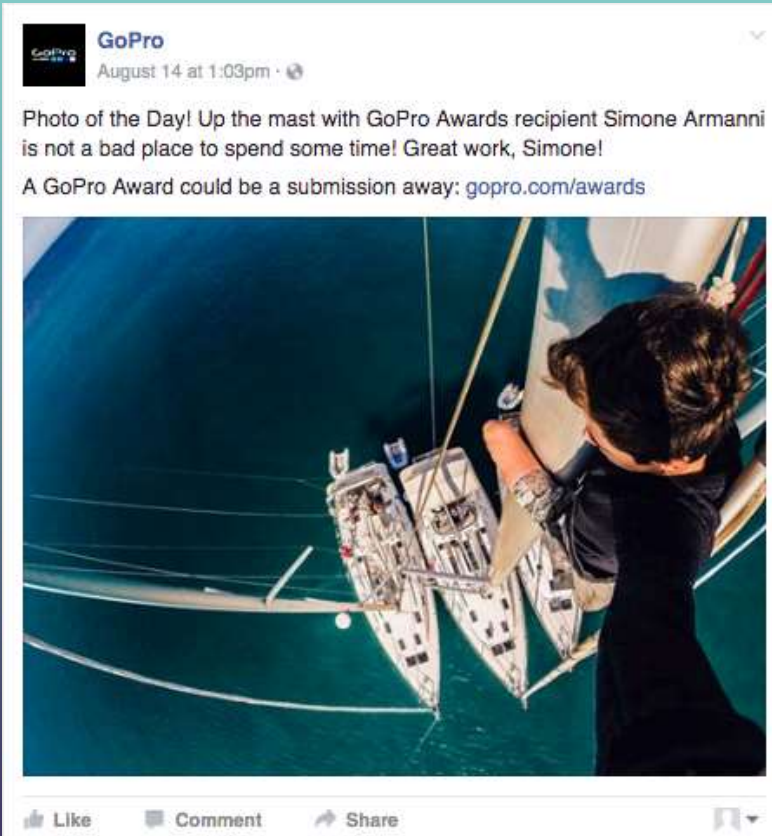 GoPro
GoPro
August 14 at 1:03pm ·
Photo of the Day! Up the mast with GoPro Awards recipient Simone Armanni
is not a bad place to spend some time! Great work, Simone!
A GoPro Award could be a submission away: gopro.com/awards
Like Comment Share